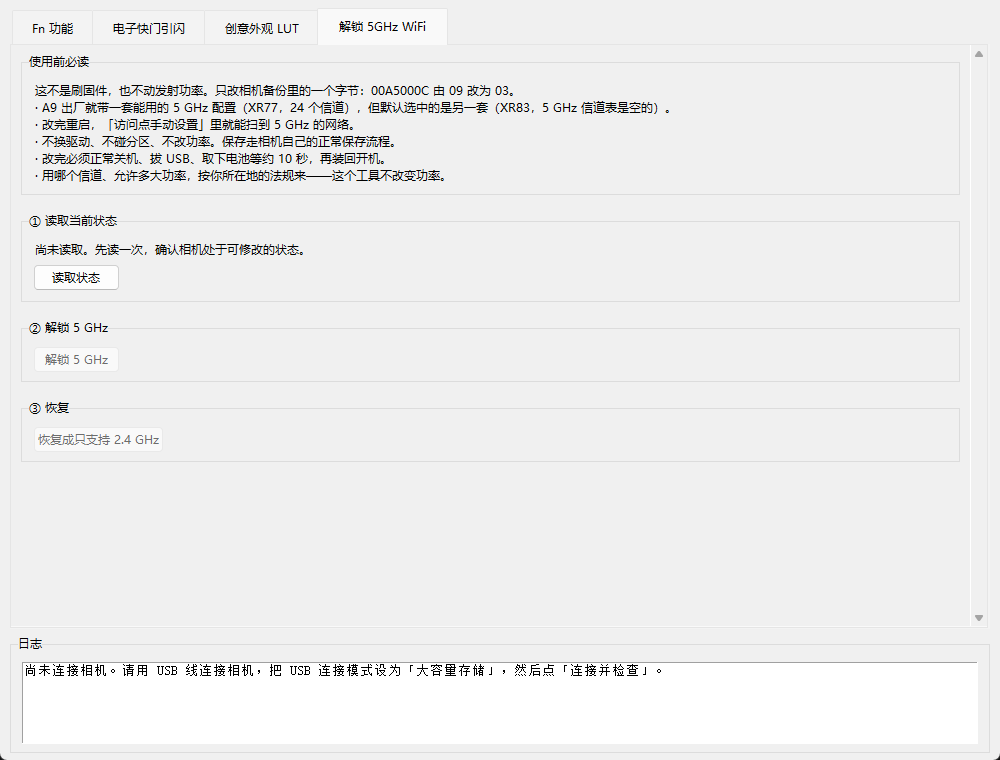 Fn 功能
电子快门引闪
创意外观 LUT
解锁 5GHz WiFi
使用前必读
这不是刷固件，也不动发射功率。只改相机备份里的一个字节：00A5000C 由 09 改为 03。
· A9 出厂就带一套能用的 5 GHz 配置（XR77，24 个信道），但默认选中的是另一套（XR83，5 GHz 信道表是空的）。
· 改完重启，「访问点手动设置」里就能扫到 5 GHz 的网络。
· 不换驱动、不碰分区、不改功率。保存走相机自己的正常保存流程。
· 改完必须正常关机、拔 USB、取下电池等约 10 秒，再装回开机。
· 用哪个信道、允许多大功率，按你所在地的法规来——这个工具不改变功率。
① 读取当前状态
尚未读取。先读一次，确认相机处于可修改的状态。
读取状态
② 解锁 5 GHz
解锁 5 GHz
③ 恢复
恢复成只支持 2.4 GHz
日志
尚未连接相机。请用 USB 线连接相机，把 USB 连接模式设为「大容量存储」，然后点「连接并检查」。